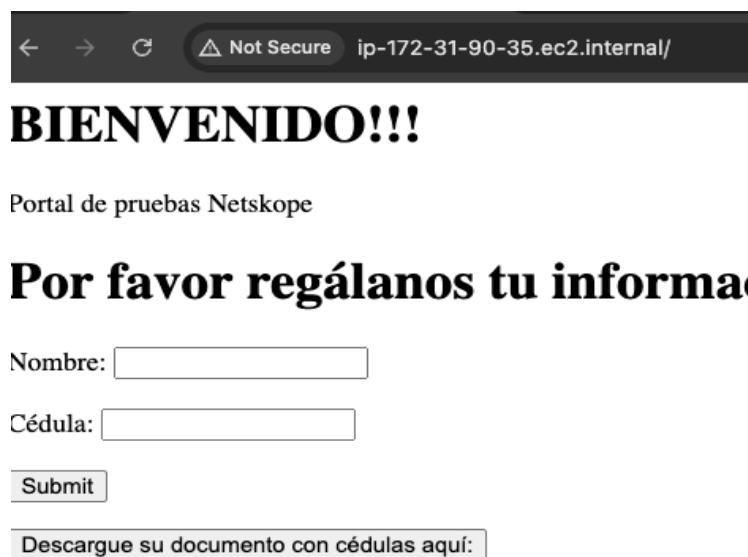 Not Secure ip-172-31-90-35.ec2.internal/
BIENVENIDO!!!
Portal de pruebas Netskope
Por favor regálanos tu
Nombre:
Cédula:
Submit
Descargue su documento con cédulas aquí: